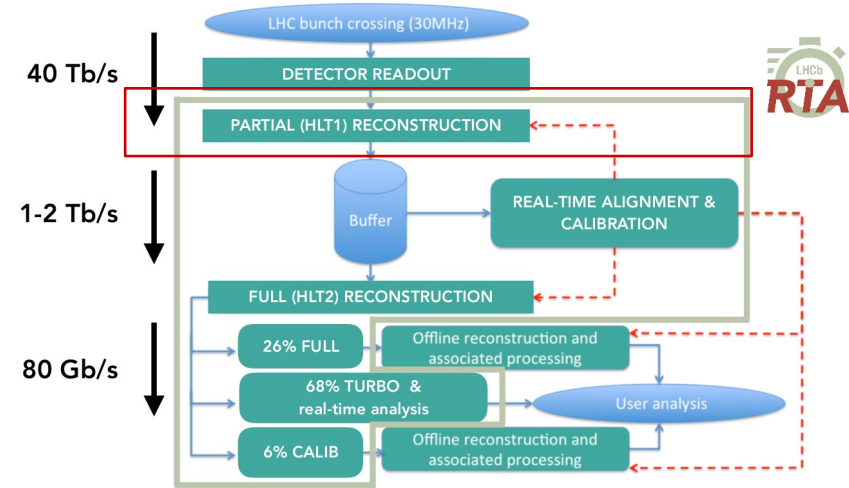 LHC bunch crossing (30MHz)
40 Tb/s
DETECTOR READOUT
LHCb
RTA
PARTIAL (HLT1) RECONSTRUCTION
1-2 Tb/s
Buffer
REAL-TIME ALIGNMENT &
CALIBRATION
FULL (HLT2) RECONSTRUCTION
80 Gb/s
26% FULL
Offline reconstruction and
associated processing
68% TURBO &
real-time analysis
User analysis
6% CALIB
Offline reconstruction and
associated processing